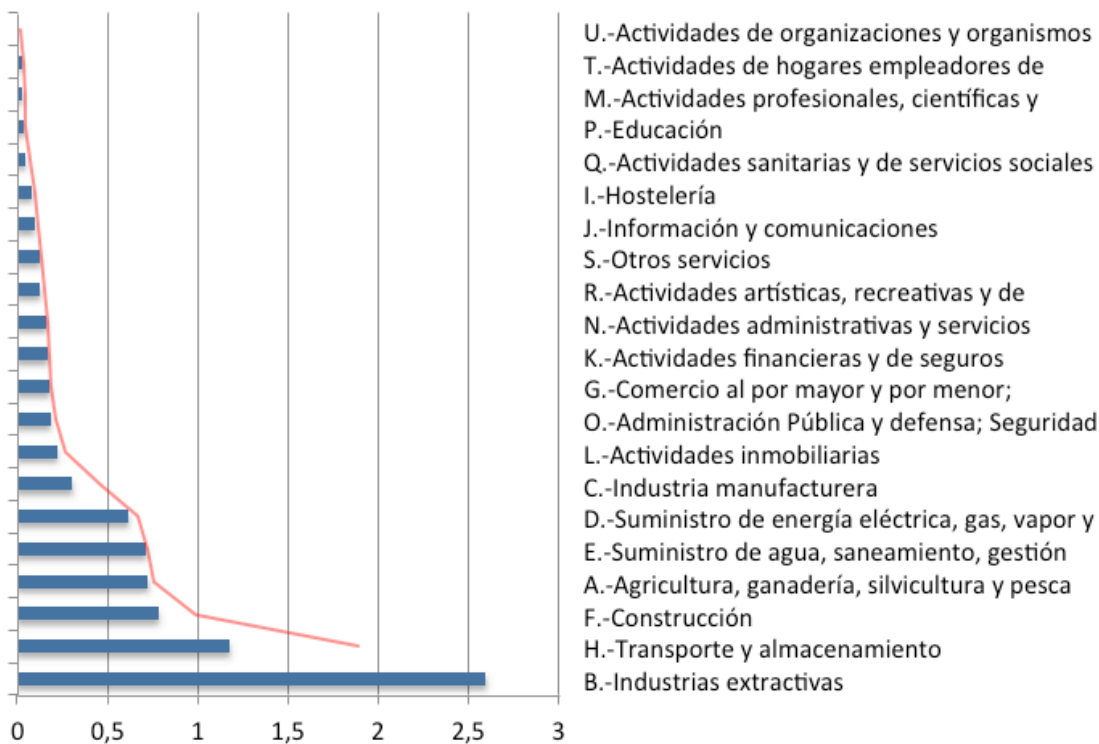 U.-Actividades de organizaciones y organismos
T.-Actividades de hogares empleadores de
M.-Actividades profesionales, científicas y
P.-Educación
Q.-Actividades sanitarias y de servicios sociales
I.-Hostelería
J.-Información y comunicaciones
S.-Otros servicios
R.-Actividades artísticas, recreativas y de
N.-Actividades administrativas y servicios
K.-Actividades financieras y de seguros
G.-Comercio al por mayor y por menor;
O.-Administración Pública y defensa; Seguridad
L.-Actividades inmobiliarias
C.-Industria manufacturera
D.-Suministro de energía eléctrica, gas, vapor y
E.-Suministro de agua, saneamiento, gestión
A.-Agricultura, ganadería, silvicultura y pesca
F.-Construcción
H.-Transporte y almacenamiento
B.-Industrias extractivas
0 0,5 1 1,5 2 2,5 3